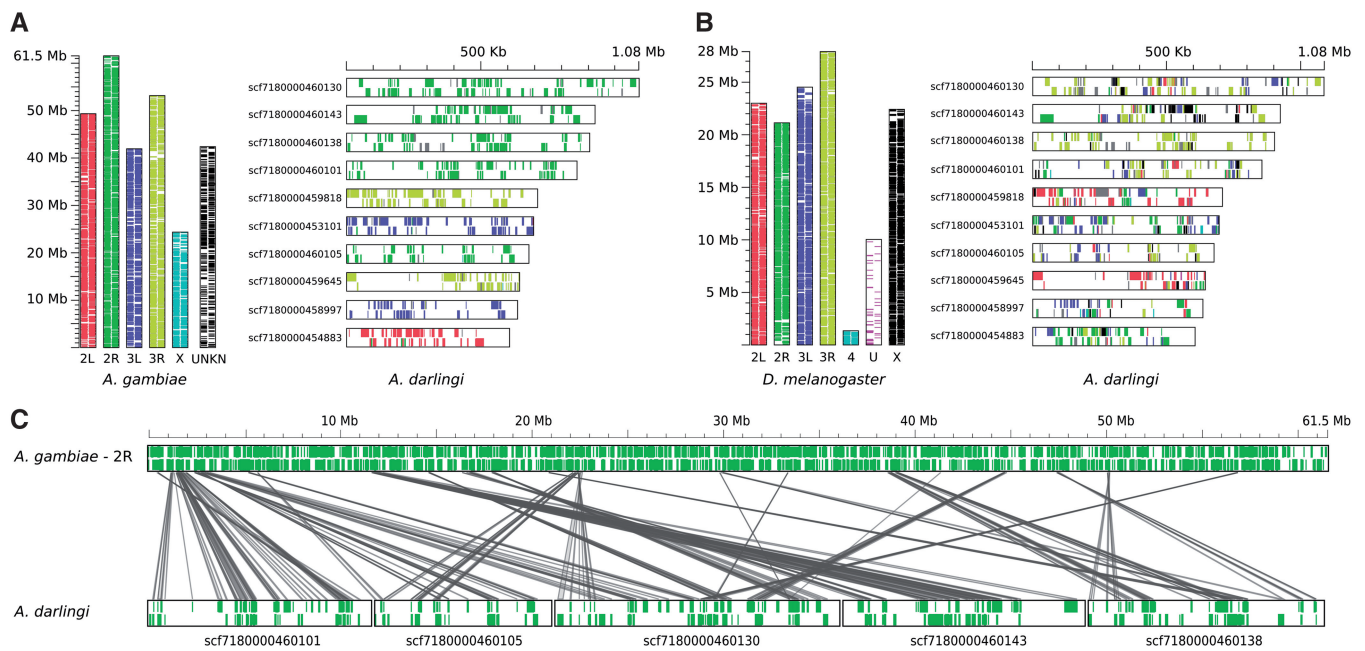 A
61.5 Mb
50 Mb
40 Mb
30 Mb
20 Mb
10 Mb
2L 2R 3L 3R X UNKN
A. gambiae
500 Kb 1.08 Mb
scf7180000460130
scf7180000460143
scf7180000460138
scf7180000460101
scf7180000459818
scf7180000453101
scf7180000460105
scf7180000459645
scf7180000458997
scf7180000454883
A. darlingi
B
28 Mb
25 Mb
20 Mb
15 Mb
10 Mb
5 Mb
2L 2R 3L 3R 4 U X
D. melanogaster
500 Kb 1.08 Mb
scf7180000460130
scf7180000460143
scf7180000460138
scf7180000460101
scf7180000459818
scf7180000453101
scf7180000460105
scf7180000459645
scf7180000458997
scf7180000454883
A. darlingi
C
10 Mb 20 Mb 30 Mb 40 Mb 50 Mb 61.5 Mb
A. gambiae - 2R
A. darlingi
scf7180000460101 scf7180000460105 scf7180000460130 scf7180000460143 scf7180000460138